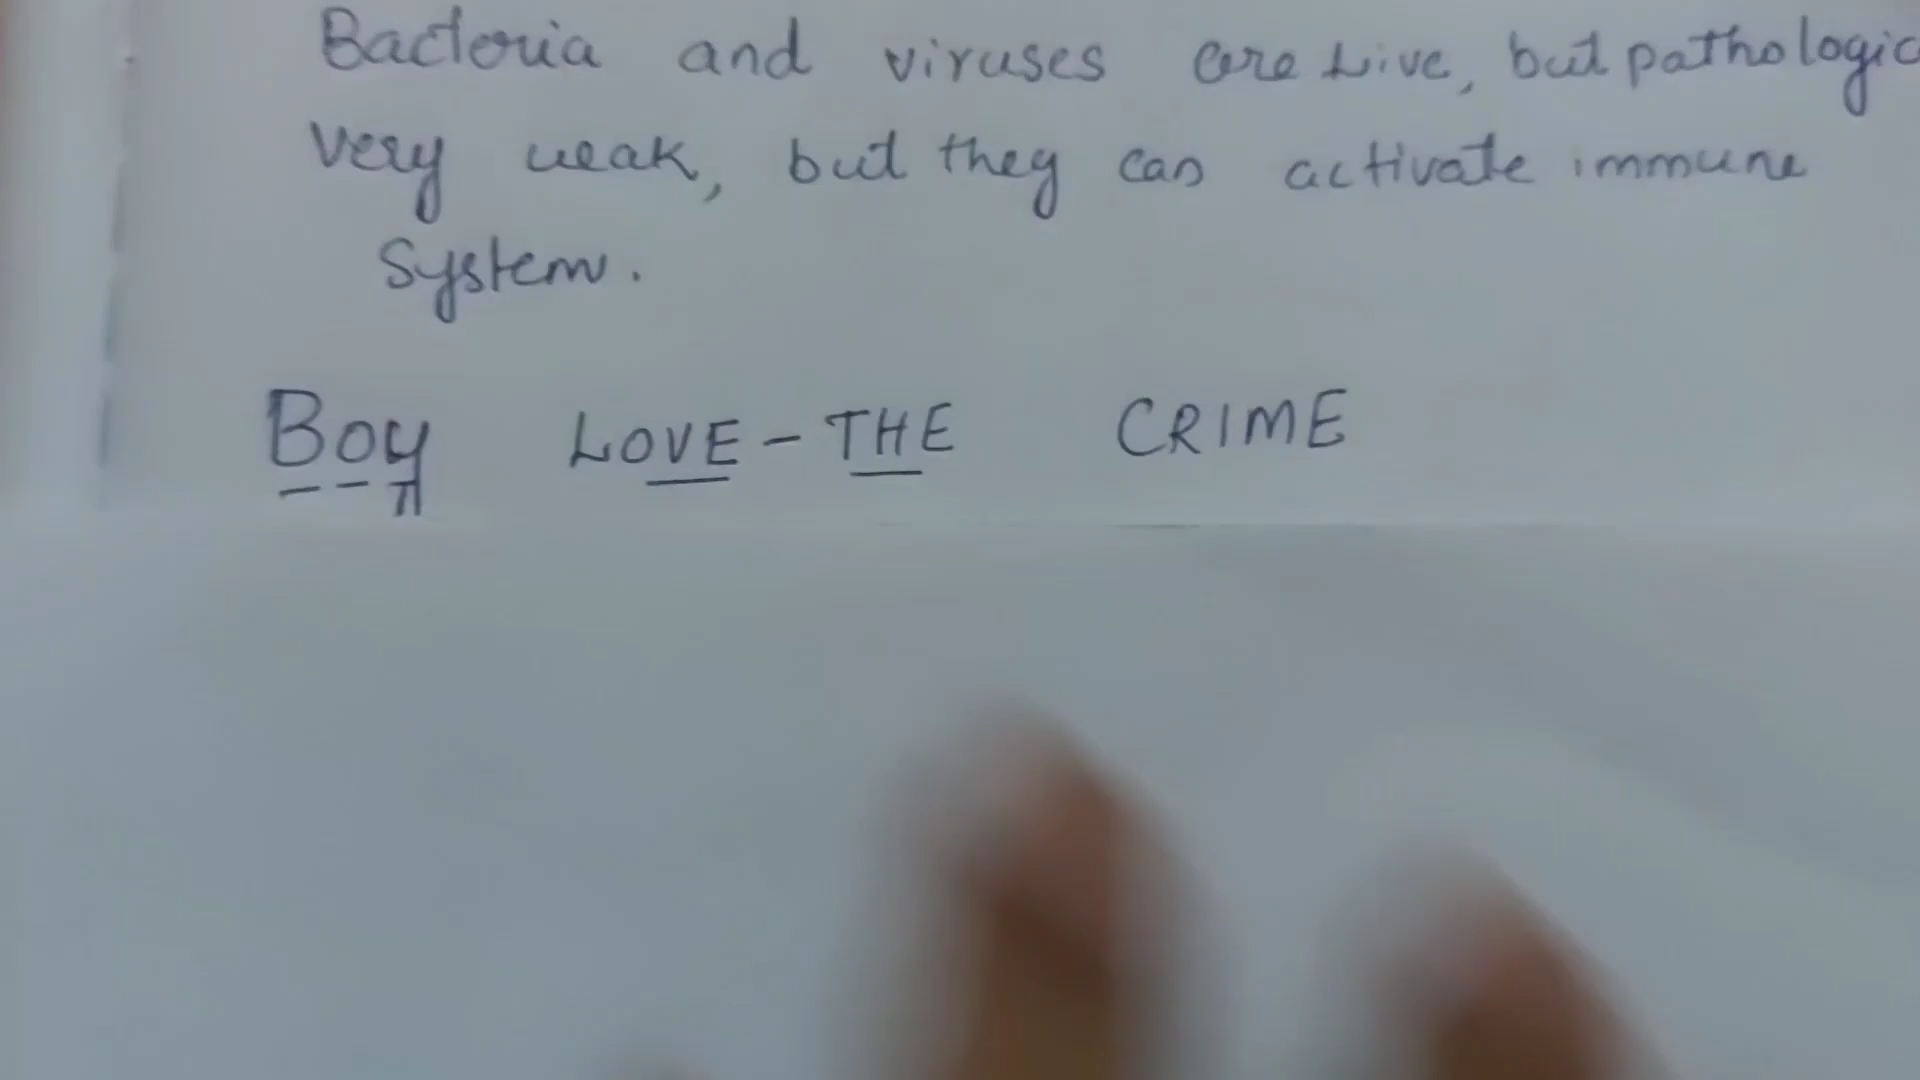 Bacteria and viruses are Live, but pathologic
very weak, but they can activate immune
System.
Boy LOVE - THE CRIME